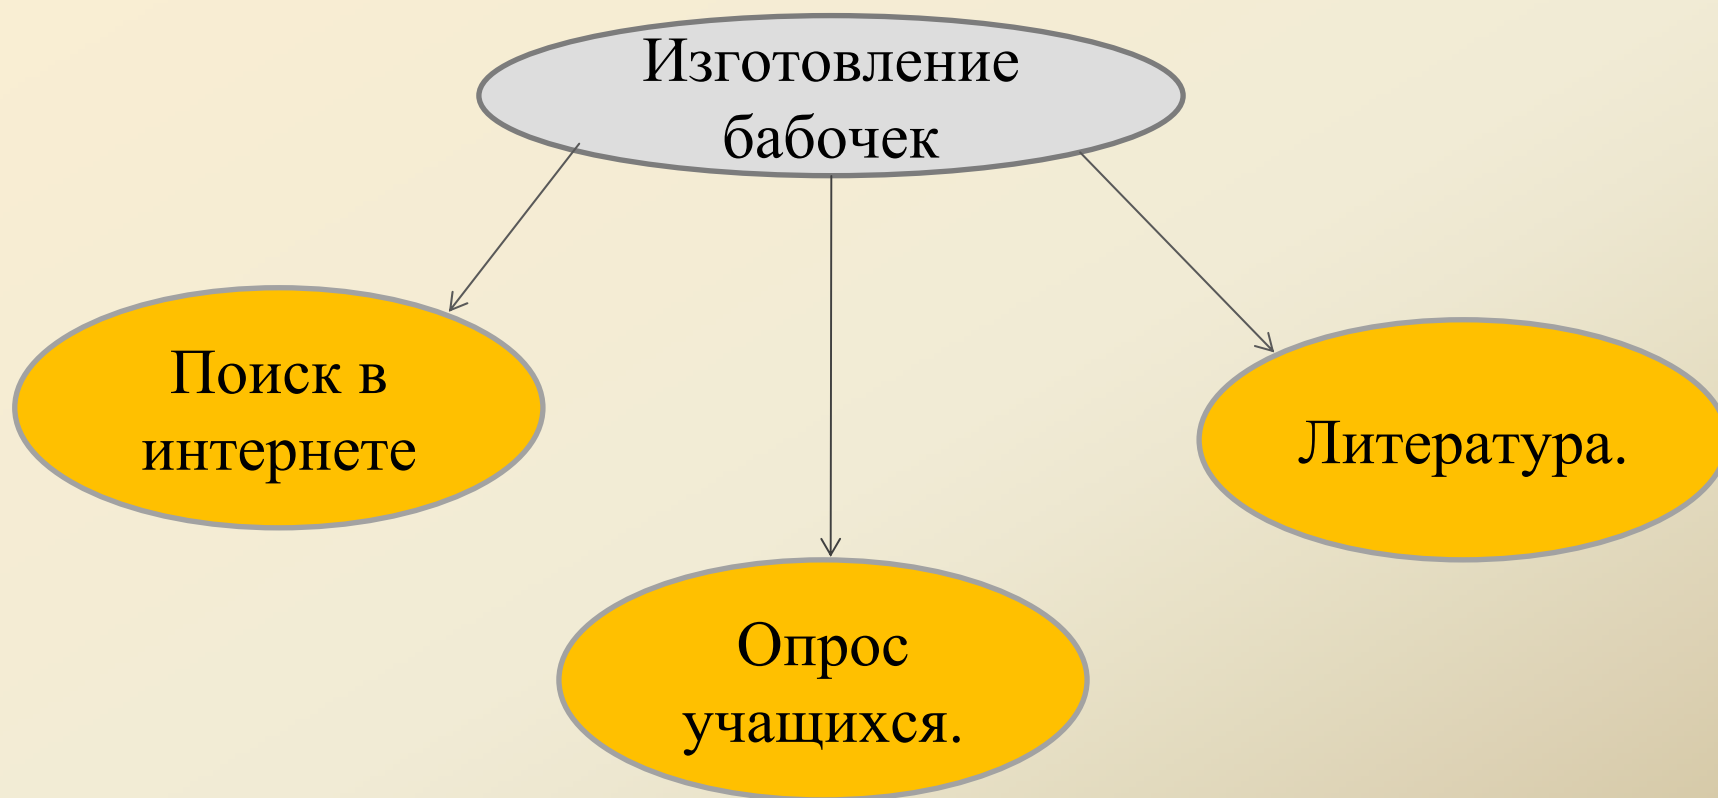 Изготовление
бабочек
Поиск в
интернете
Литература.
Опрос
учащихся.